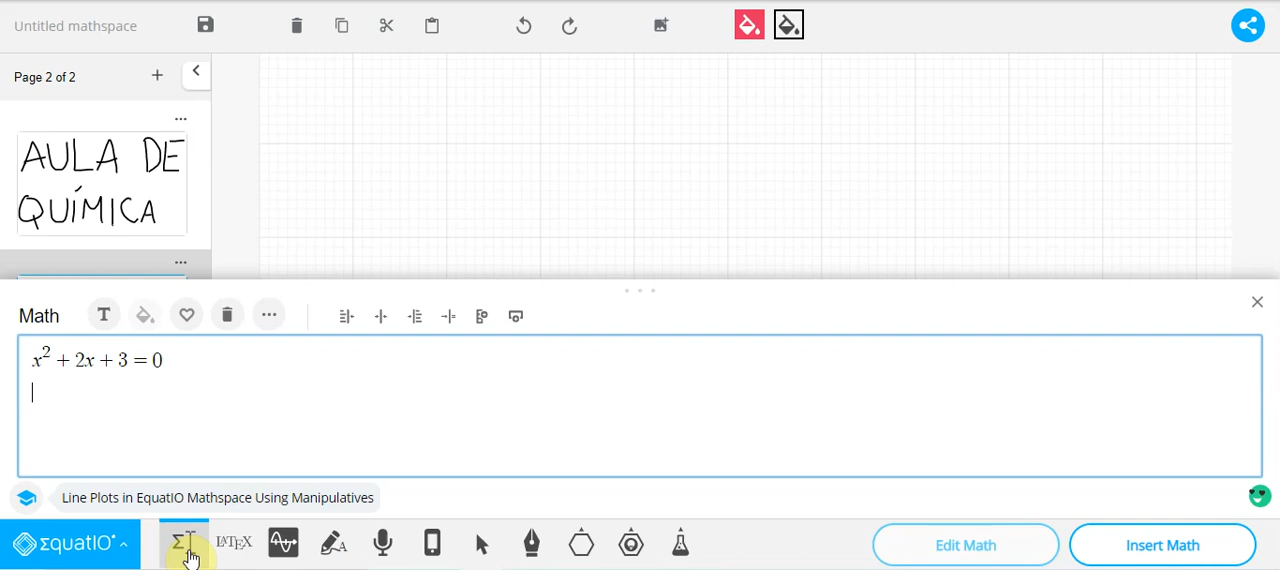 Untitled mathspace
Page 2 of 2
AULA DE
QUÍMICA
Math
x² + 2x + 3 = 0
Line Plots in EquatIO Mathspace Using Manipulatives
ΣquatIO
LATEX
Edit Math
Insert Math